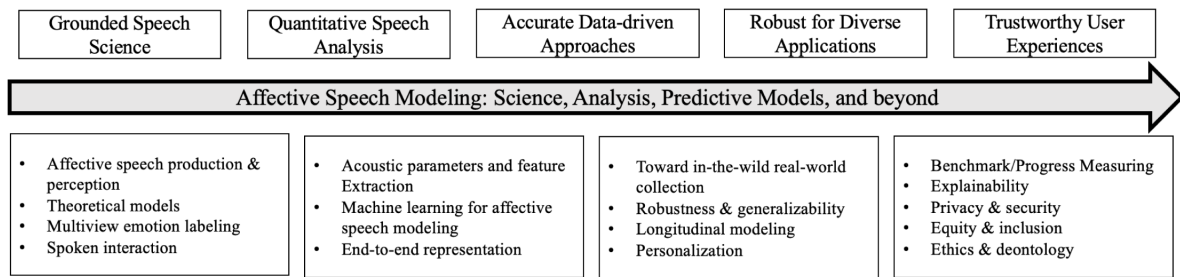 Grounded Speech
Science
Quantitative Speech
Analysis
Accurate Data-driven
Approaches
Robust for Diverse
Applications
Trustworthy User
Experiences
Affective Speech Modeling: Science, Analysis, Predictive Models, and beyond
• Affective speech production &
perception
• Theoretical models
• Multiview emotion labeling
• Spoken interaction
• Acoustic parameters and feature
Extraction
• Machine learning for affective
speech modeling
• End-to-end representation
• Toward in-the-wild real-world
collection
• Robustness & generalizability
• Longitudinal modeling
• Personalization
• Benchmark/Progress Measuring
• Explainability
• Privacy & security
• Equity & inclusion
• Ethics & deontology